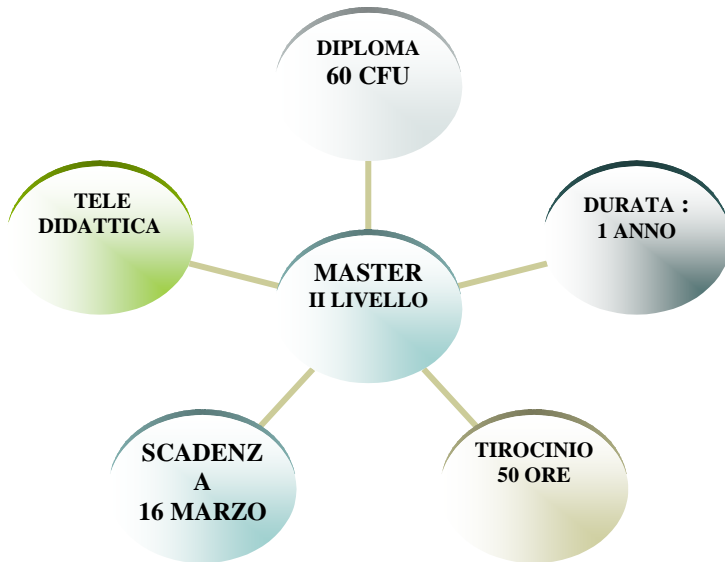 DIPLOMA
60 CFU
TELE
DIDATTICA
DURATA :
1 ANNO
MASTER
II LIVELLO
SCADENZ
A
16 MARZO
TIROCINIO
50 ORE